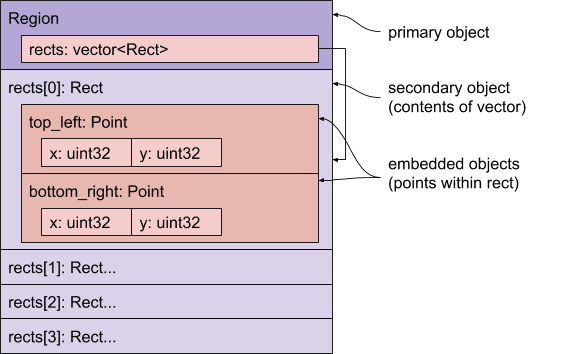 Region
rects: vector<Rect>
primary object
rects[0]: Rect
secondary object
(contents of vector)
top_left: Point
x: uint32 y: uint32
embedded objects
(points within rect)
bottom_right: Point
x: uint32 y: uint32
rects[1]: Rect...
rects[2]: Rect...
rects[3]: Rect...